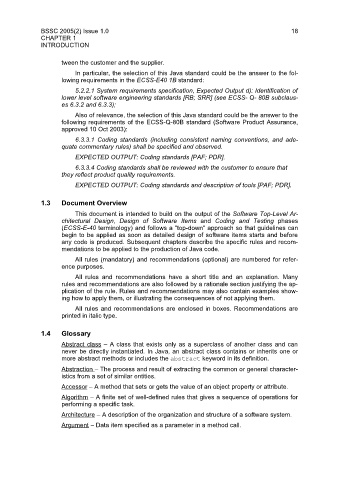 BSSC 2005(2) Issue 1.0 18
CHAPTER 1
INTRODUCTION
tween the customer and the supplier.
In particular, the selection of this Java standard could be the answer to the fol-
lowing requirements in the ECSS-E40 1B standard:
5.2.2.1 System requirements specification, Expected Output d): Identification of
lower level software engineering standards [RB; SRR] (see ECSS- Q- 80B subclaus-
es 6.3.2 and 6.3.3);
Also of relevance, the selection of this Java standard could be the answer to the
following requirements of the ECSS-Q-80B standard (Software Product Assurance,
approved 10 Oct 2003):
6.3.3.1 Coding standards (including consistent naming conventions, and ade-
quate commentary rules) shall be specified and observed.
EXPECTED OUTPUT: Coding standards [PAF; PDR].
6.3.3.4 Coding standards shall be reviewed with the customer to ensure that
they reflect product quality requirements.
EXPECTED OUTPUT: Coding standards and description of tools [PAF; PDR].
1.3 Document Overview
This document is intended to build on the output of the Software Top-Level Ar-
chitectural Design, Design of Software Items and Coding and Testing phases
(ECSS-E-40 terminology) and follows a "top-down" approach so that guidelines can
begin to be applied as soon as detailed design of software items starts and before
any code is produced. Subsequent chapters describe the specific rules and recom-
mendations to be applied to the production of Java code.
All rules (mandatory) and recommendations (optional) are numbered for refer-
ence purposes.
All rules and recommendations have a short title and an explanation. Many
rules and recommendations are also followed by a rationale section justifying the ap-
plication of the rule. Rules and recommendations may also contain examples show-
ing how to apply them, or illustrating the consequences of not applying them.
All rules and recommendations are enclosed in boxes. Recommendations are
printed in italic type.
1.4 Glossary
Abstract class – A class that exists only as a superclass of another class and can
never be directly instantiated. In Java, an abstract class contains or inherits one or
more abstract methods or includes the abstract keyword in its definition.
Abstraction – The process and result of extracting the common or general character-
istics from a set of similar entities.
Accessor – A method that sets or gets the value of an object property or attribute.
Algorithm – A finite set of well-defined rules that gives a sequence of operations for
performing a specific task.
Architecture – A description of the organization and structure of a software system.
Argument – Data item specified as a parameter in a method call.